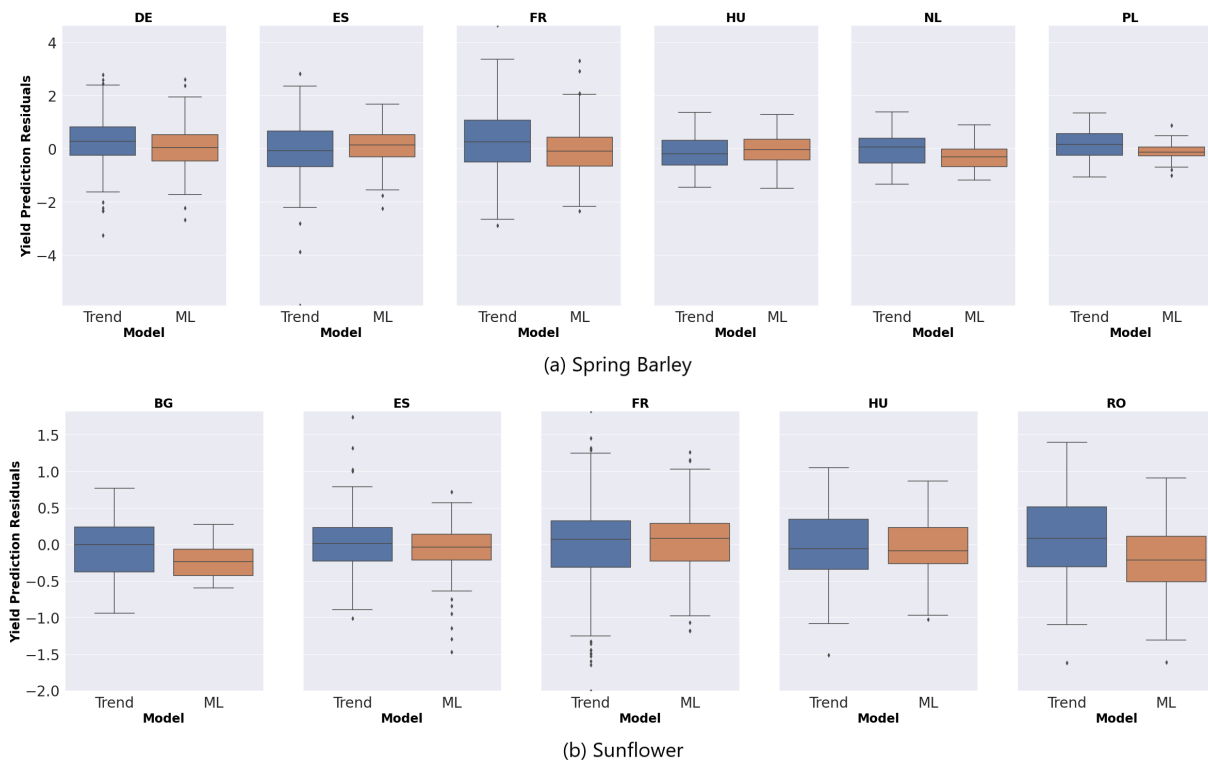 DE ES FR HU NL PL
Yield Prediction Residuals
4
2
0
−2
−4
Trend ML Trend ML Trend ML Trend ML Trend ML Trend ML
Model Model Model Model Model Model
(a) Spring Barley
BG ES FR HU RO
Yield Prediction Residuals
1.5
1.0
0.5
0.0
−0.5
−1.0
−1.5
−2.0
Trend ML Trend ML Trend ML Trend ML Trend ML
Model Model Model Model Model
(b) Sunflower